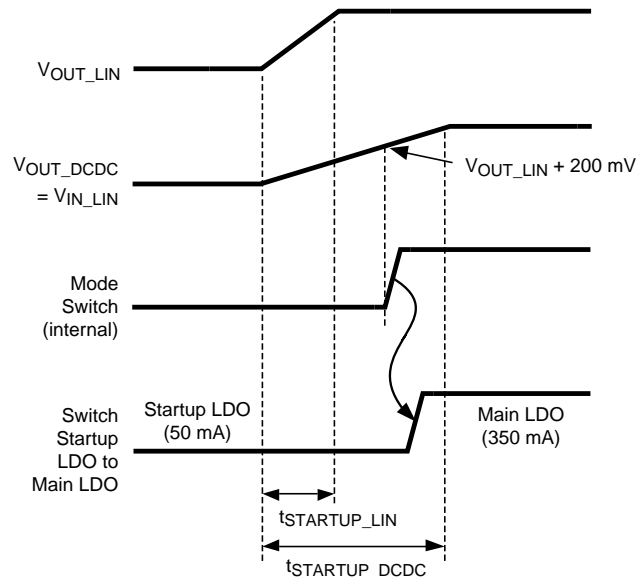 VOUT_LIN
VOUT_DCDC
= VIN_LIN
VOUT_LIN + 200 mV
Mode
Switch
(internal)
Switch
Startup
LDO to
Main LDO
Startup LDO
(50 mA)
Main LDO
(350 mA)
tSTARTUP_LIN
tSTARTUP_DCDC